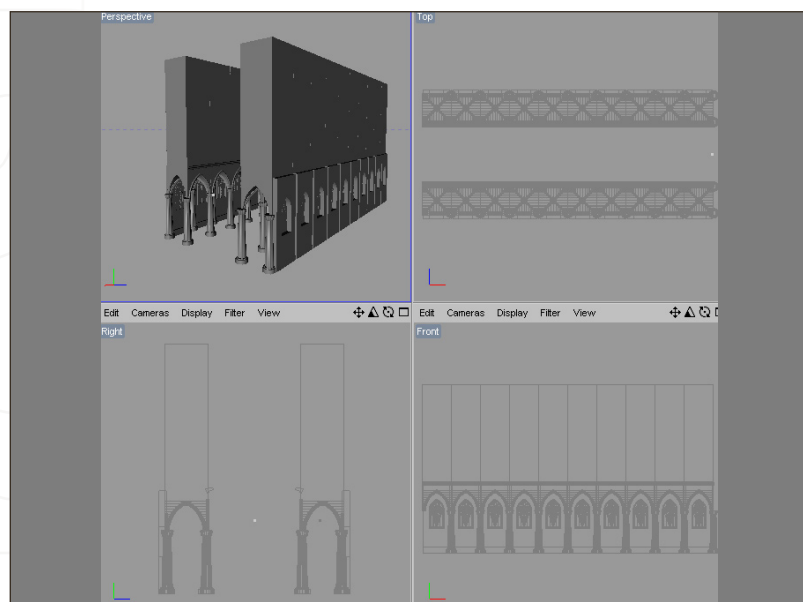 Perspective
Top
Edit Cameras Display Filter View
Edit Cameras Display Filter View
Right
Front